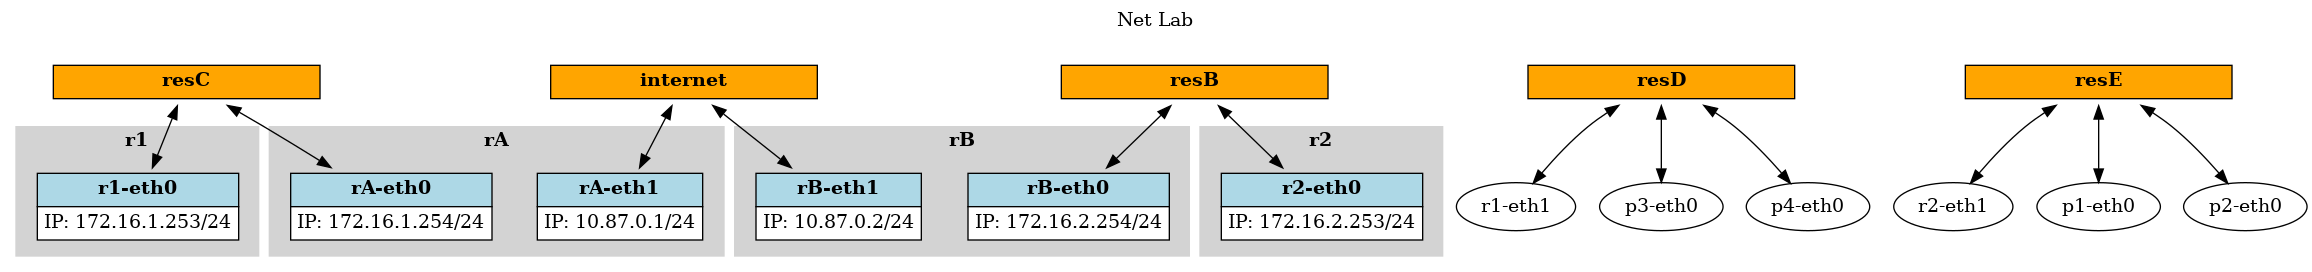 Net Lab
resC
internet
resB
resD
resE
r1
rA
rB
r2
r1-eth0
IP: 172.16.1.253/24
rA-eth0
IP: 172.16.1.254/24
rA-eth1
IP: 10.87.0.1/24
rB-eth1
IP: 10.87.0.2/24
rB-eth0
IP: 172.16.2.254/24
r2-eth0
IP: 172.16.2.253/24
r1-eth1
p3-eth0
p4-eth0
r2-eth1
p1-eth0
p2-eth0